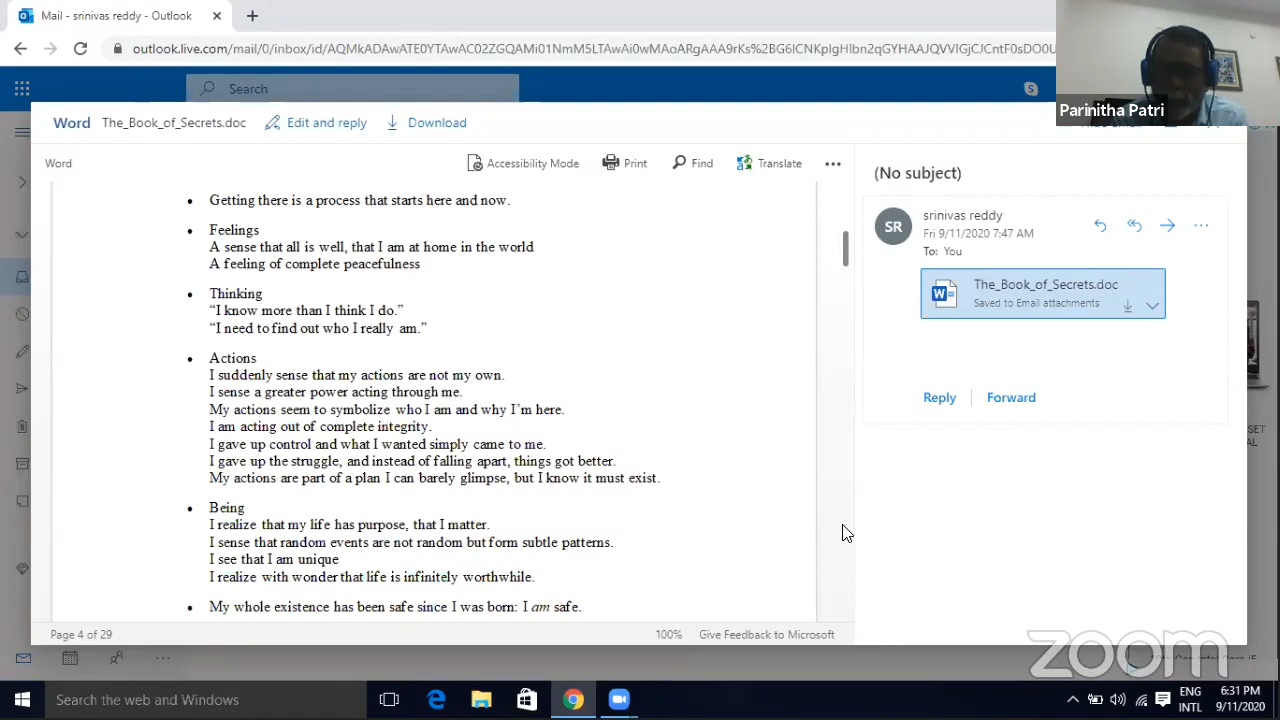 Mail - srinivas reddy - Outlook
outlook.live.com/mail/0/inbox/id/
Search
Parinitha Patri
Word The_Book_of_Secrets.doc Edit and reply Download
Word
Accessibility Mode Print Find Translate
Getting there is a process that starts here and now.
Feelings
A sense that all is well, that I am at home in the world
A feeling of complete peacefulness
Thinking
“I know more than I think I do.”
“I need to find out who I really am.”
Actions
I suddenly sense that my actions are not my own.
I sense a greater power acting through me.
My actions seem to symbolize who I am and why I’m here.
I am acting out of complete integrity.
I gave up control and what I wanted simply came to me.
I gave up the struggle, and instead of falling apart, things got better.
My actions are part of a plan I can barely glimpse, but I know it must exist.
Being
I realize that my life has purpose, that I matter.
I sense that random events are not random but form subtle patterns.
I see that I am unique
I realize with wonder that life is infinitely worthwhile.
My whole existence has been safe since I was born: I am safe.
Page 4 of 29
100% Give Feedback to Microsoft
(No subject)
SR
srinivas reddy
Fri 9/11/2020 7:47 AM
To: You
The_Book_of_Secrets.doc
Saved to Email attachments
Reply Forward
zoom
Search the web and Windows
ENG
INTL
6:31 PM
9/11/2020